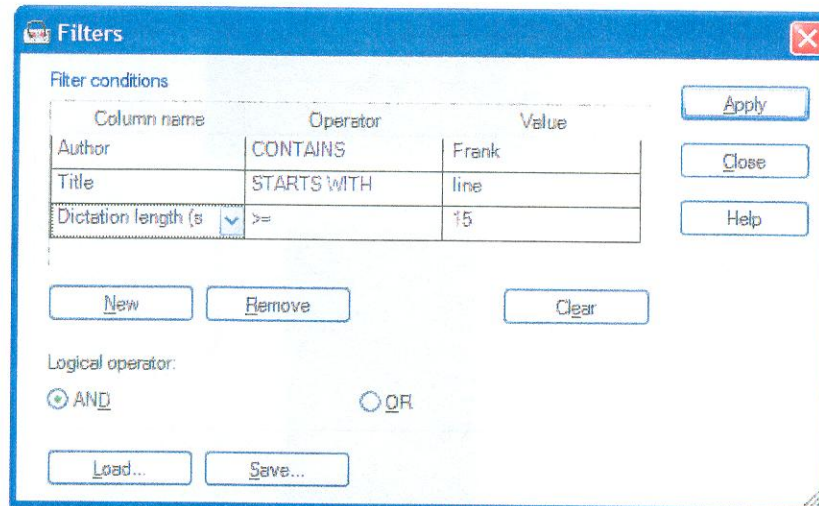 Filters
Filter conditions
Apply
Column name Operator Value
Author CONTAINS Frank
Close
Title STARTS WITH line
Dictation length (s >= 15
Help
New Remove Clear
Logical operator:
AND OR
Load... Save...